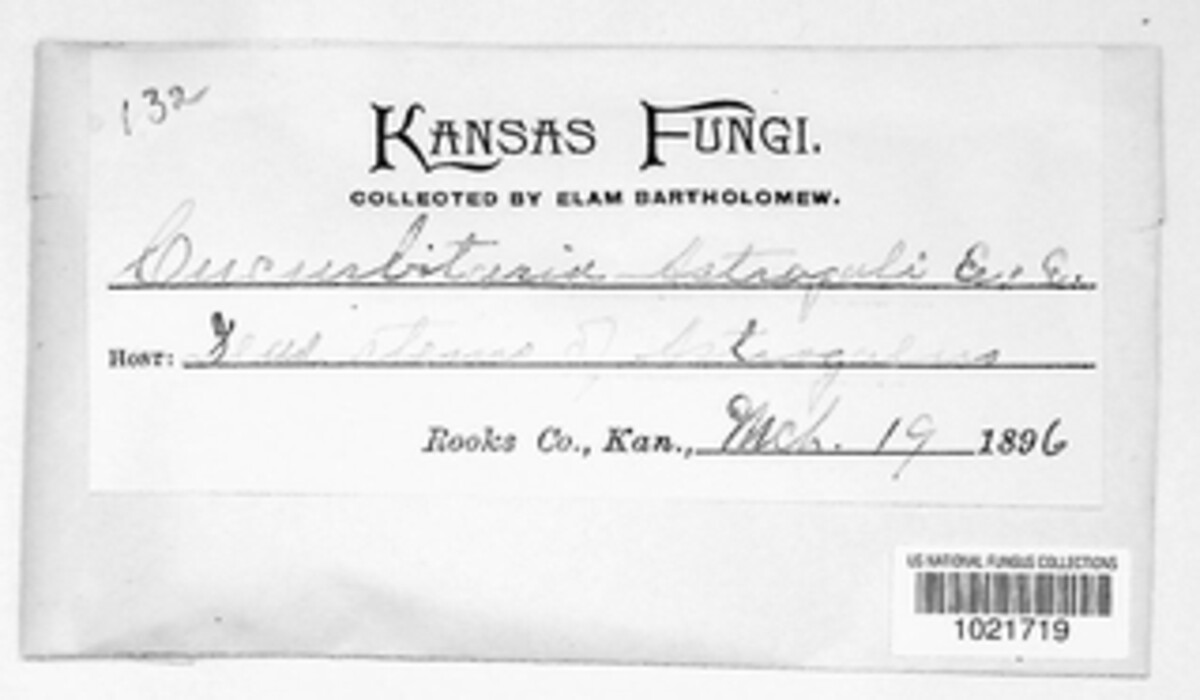 132
KANSAS FUNGI.
COLLECTED BY ELAM BARTHOLOMEW.
Cucurbitaria Astragali E. & E.
HOST: Dead stems of Astragalus
Rooks Co., Kan., Mch. 19 1896
US NATIONAL FUNGUS COLLECTIONS
1021719